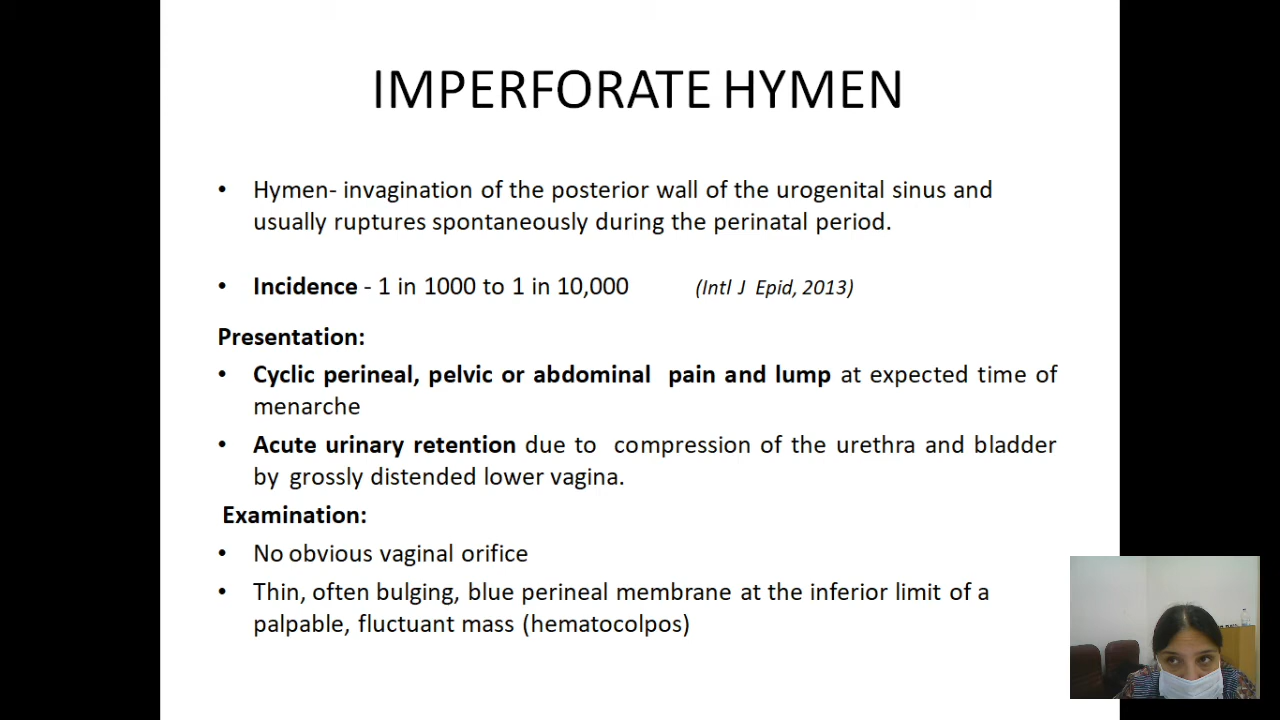 IMPERFORATE HYMEN
• Hymen- invagination of the posterior wall of the urogenital sinus and
usually ruptures spontaneously during the perinatal period.
• Incidence - 1 in 1000 to 1 in 10,000 (Intl J Epid, 2013)
Presentation:
• Cyclic perineal, pelvic or abdominal pain and lump at expected time of
menarche
• Acute urinary retention due to compression of the urethra and bladder
by grossly distended lower vagina.
Examination:
• No obvious vaginal orifice
• Thin, often bulging, blue perineal membrane at the inferior limit of a
palpable, fluctuant mass (hematocolpos)